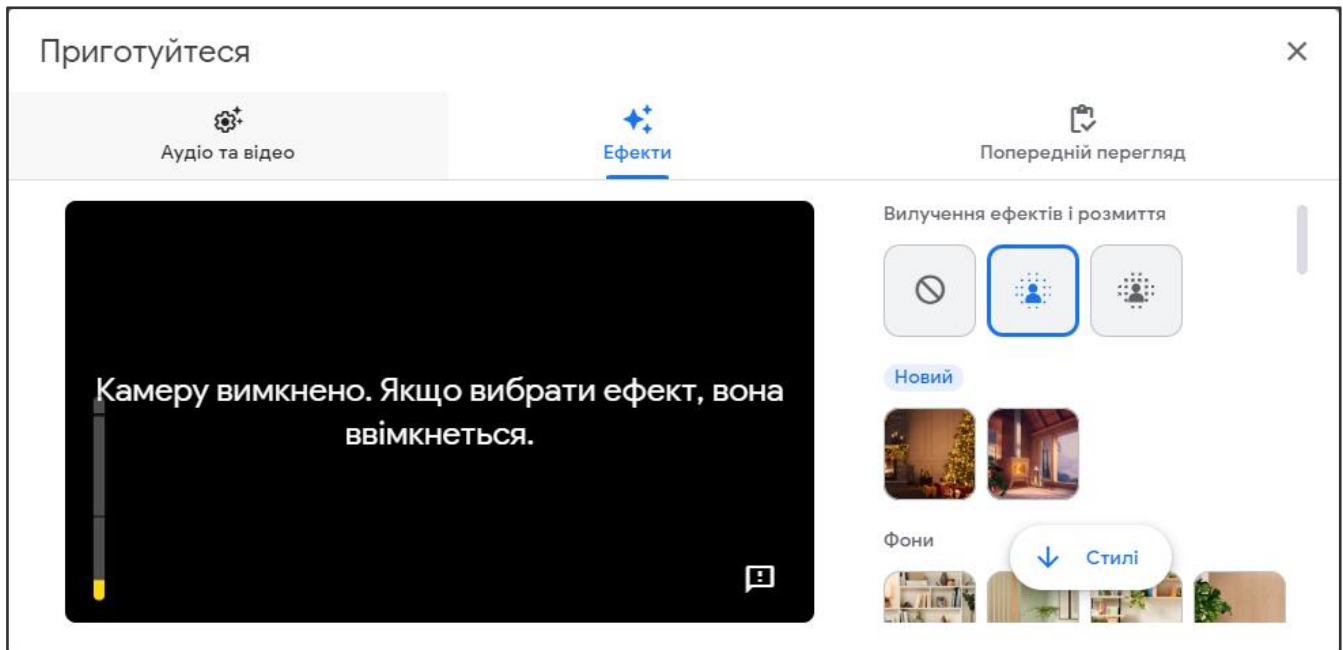 Приготуйтеся
Аудіо та відео
Ефекти
Попередній перегляд
Камеру вимкнено. Якщо вибрати ефект, вона
ввімкнеться.
Вилучення ефектів і розмиття
Новий
Фони
Стилі